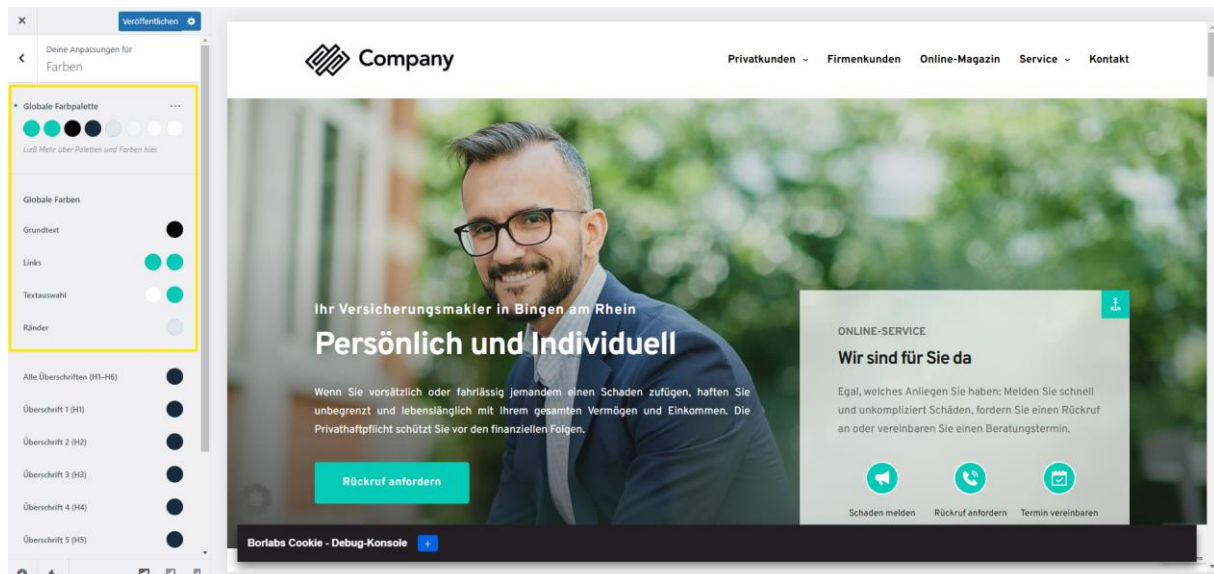 Veröffentlichen
Deine Anpassungen für
Farben
Globale Farbpalette
Ließ Mehr über Paletten und Farben hier.
Globale Farben
Grundtext
Links
Textauswahl
Ränder
Alle Überschriften (H1–H6)
Überschrift 1 (H1)
Überschrift 2 (H2)
Überschrift 3 (H3)
Überschrift 4 (H4)
Überschrift 5 (H5)
Company
Privatkunden
Firmenkunden
Online-Magazin
Service
Kontakt
Ihr Versicherungsmakler in Bingen am Rhein
Persönlich und Individuell
Wenn Sie vorsätzlich oder fahrlässig jemandem einen Schaden zufügen, haften Sie
unbegrenzt und lebenslänglich mit Ihrem gesamten Vermögen und Einkommen. Die
Privathaftpflicht schützt Sie vor den finanziellen Folgen.
Rückruf anfordern
ONLINE-SERVICE
Wir sind für Sie da
Egal, welches Anliegen Sie haben: Melden Sie schnell
und unkompliziert Schäden, fordern Sie einen Rückruf
an oder vereinbaren Sie einen Beratungstermin.
Schaden melden
Rückruf anfordern
Termin vereinbaren
Borlabs Cookie - Debug-Konsole +